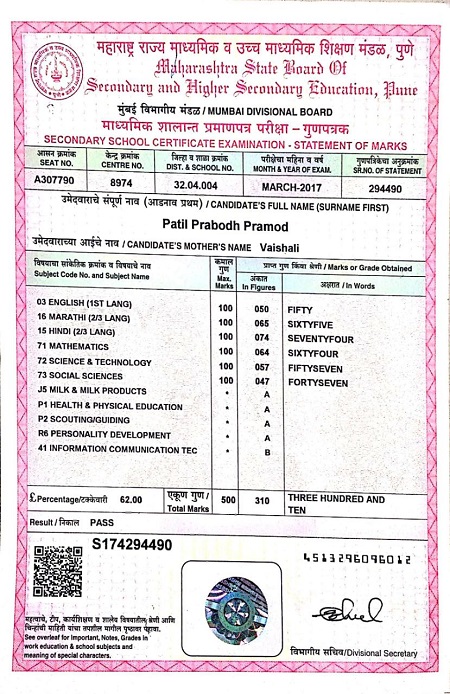 महाराष्ट्र राज्य माध्यमिक व उच्च माध्यमिक शिक्षण मंडळ, पुणे
Maharashtra State Board Of
Secondary and Higher Secondary Education, Pune
मुंबई विभागीय मंडळ / MUMBAI DIVISIONAL BOARD
माध्यमिक शालान्त प्रमाणपत्र परीक्षा – गुणपत्रक
SECONDARY SCHOOL CERTIFICATE EXAMINATION - STATEMENT OF MARKS
आसन क्रमांक केंद्र क्रमांक जिल्हा व शाळा क्रमांक परीक्षेचा महिना व वर्ष गुणपत्रिकेचा अनुक्रमांक
SEAT NO. CENTRE NO. DIST. & SCHOOL NO. MONTH & YEAR OF EXAM. SR.NO. OF STATEMENT
A307790 8974 32.04.004 MARCH-2017 294490
उमेदवाराचे संपूर्ण नाव (आडनाव प्रथम) / CANDIDATE'S FULL NAME (SURNAME FIRST)
Patil Prabodh Pramod
उमेदवाराच्या आईचे नाव / CANDIDATE'S MOTHER'S NAME Vaishali
विषयाचा सांकेतिक क्रमांक व विषयाचे नाव
Subject Code No. and Subject Name
कमाल
गुण
Max.
Marks
प्राप्त गुण किंवा श्रेणी / Marks or Grade Obtained
अंकात
In Figures
अक्षरात / In Words
03 ENGLISH (1ST LANG) 100 050 FIFTY
16 MARATHI (2/3 LANG) 100 065 SIXTYFIVE
15 HINDI (2/3 LANG) 100 074 SEVENTYFOUR
71 MATHEMATICS 100 064 SIXTYFOUR
72 SCIENCE & TECHNOLOGY 100 057 FIFTYSEVEN
73 SOCIAL SCIENCES 100 047 FORTYSEVEN
J5 MILK & MILK PRODUCTS * A
P1 HEALTH & PHYSICAL EDUCATION * A
P2 SCOUTING/GUIDING * A
R6 PERSONALITY DEVELOPMENT * A
41 INFORMATION COMMUNICATION TEC * B
£ Percentage/टक्केवारी 62.00 एकूण गुण / Total Marks 500 310 THREE HUNDRED AND
TEN
Result / निकाल PASS
S174294490
4513296096012
महत्वाचे, टीप, कार्यशिक्षण व शालेय विषयातील श्रेणी आणि
चिन्हांची माहिती यांचा तपशील मागील पृष्ठावर पहावा.
See overleaf for Important, Notes, Grades in
work education & school subjects and
meaning of special characters.
विभागीय सचिव/Divisional Secretary